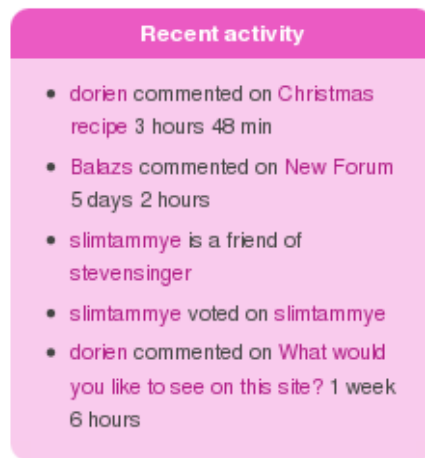 Recent activity
dorien commented on Christmas
recipe 3 hours 48 min
Balazs commented on New Forum
5 days 2 hours
slimtammye is a friend of
stevensinger
slimtammye voted on slimtammye
dorien commented on What would
you like to see on this site? 1 week
6 hours